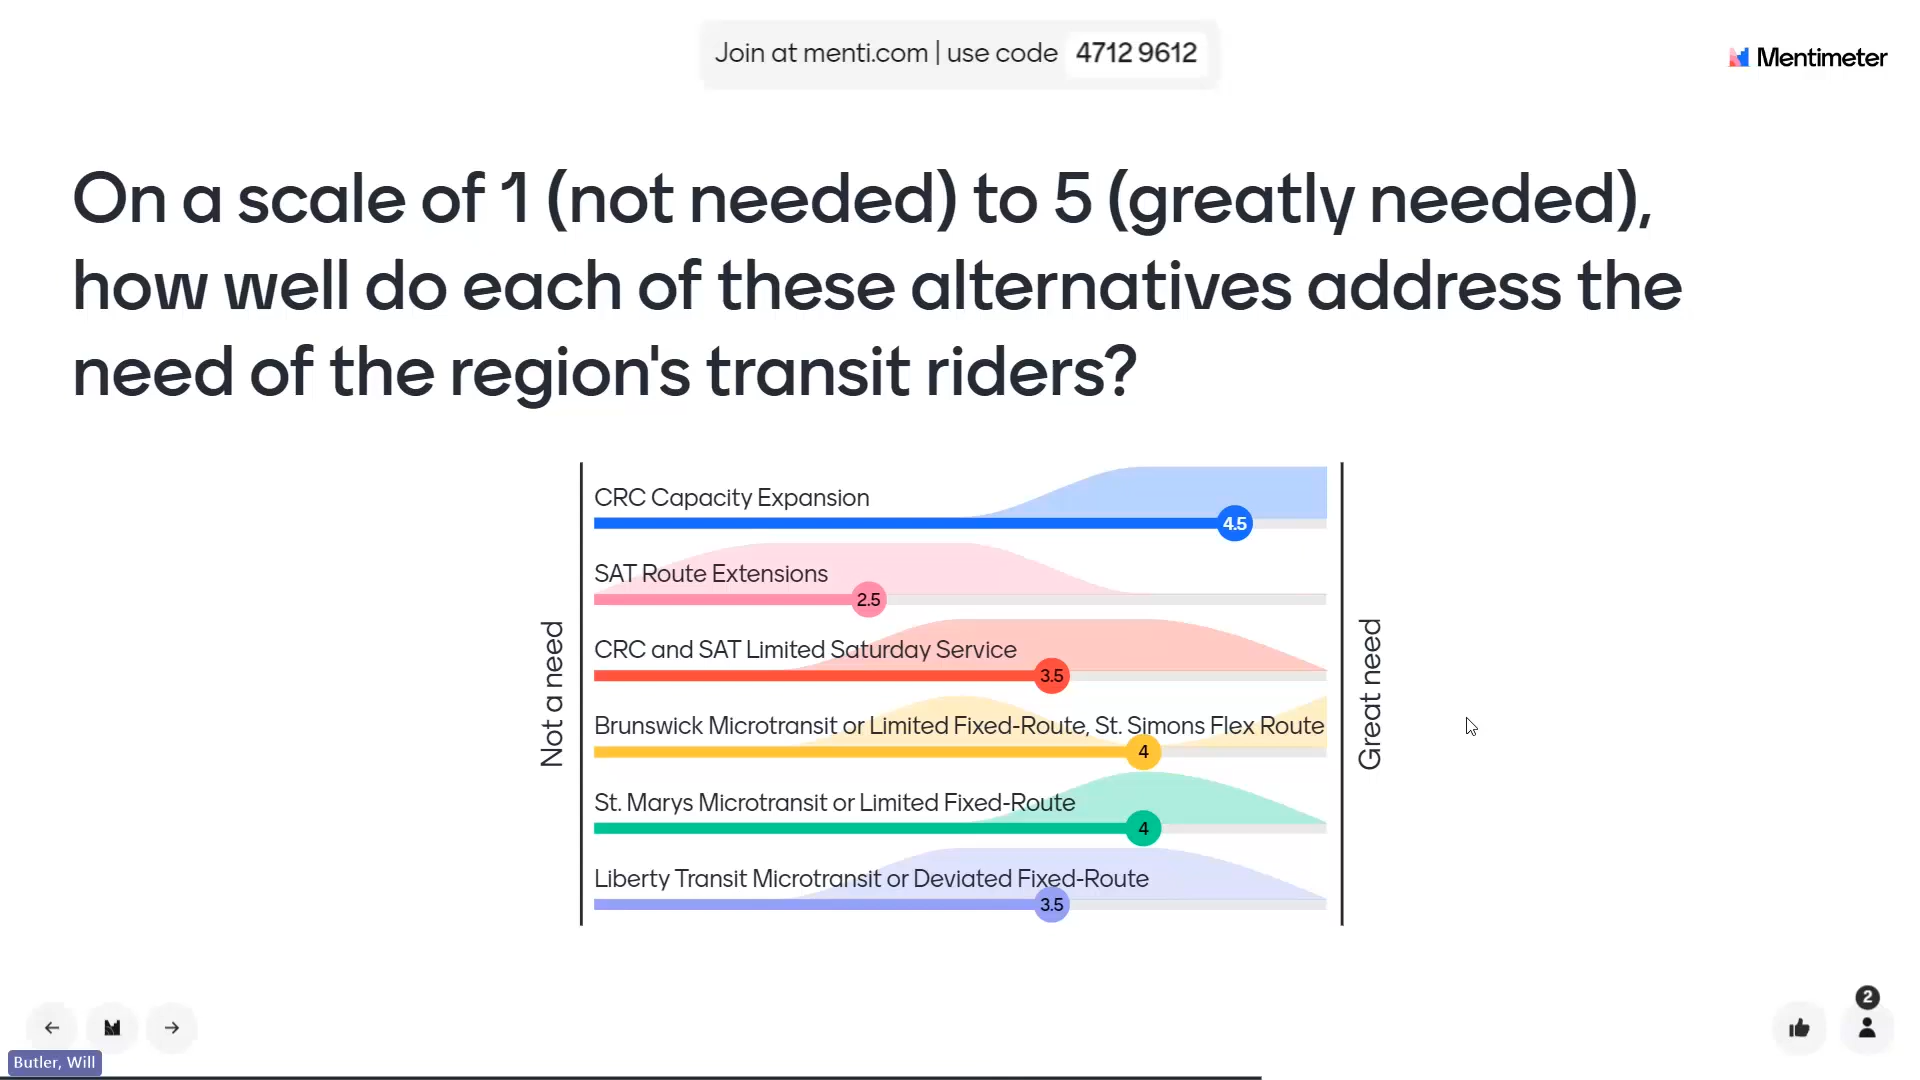 Join at menti.com | use code 4712 9612
Mentimeter
On a scale of 1 (not needed) to 5 (greatly needed),
how well do each of these alternatives address the
need of the region's transit riders?
Not a need
CRC Capacity Expansion
4.5
SAT Route Extensions
2.5
CRC and SAT Limited Saturday Service
3.5
Brunswick Microtransit or Limited Fixed-Route, St. Simons Flex Route
4
St. Marys Microtransit or Limited Fixed-Route
4
Liberty Transit Microtransit or Deviated Fixed-Route
3.5
Great need
2
Butler, Will